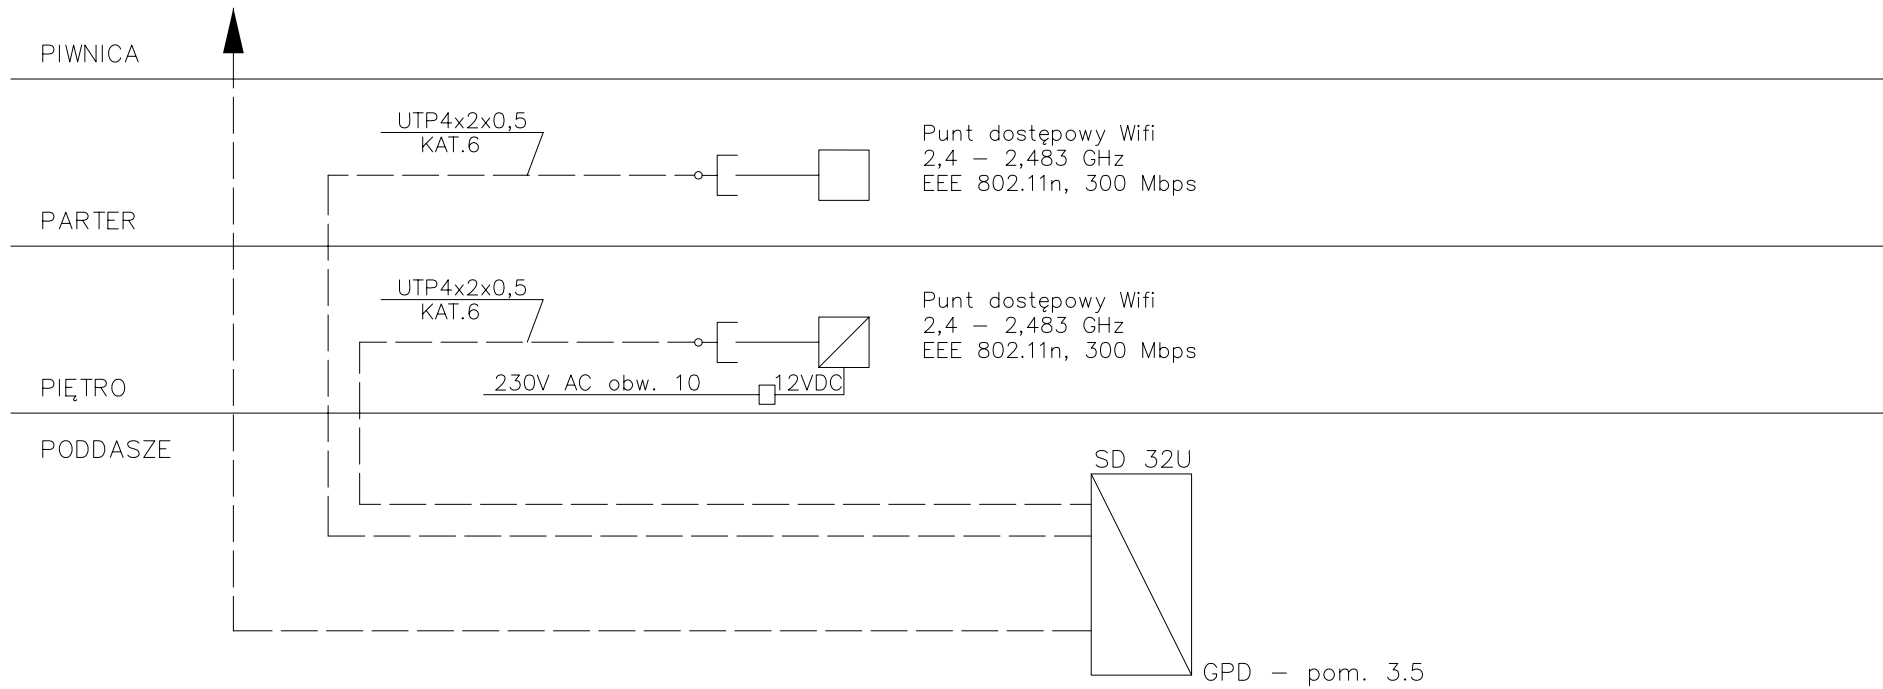 PIWNICA
UTP4x2x0,5
KAT.6
Punt dostępowy Wifi
2,4 – 2,483 GHz
EEE 802.11n, 300 Mbps
PARTER
UTP4x2x0,5
KAT.6
Punt dostępowy Wifi
2,4 – 2,483 GHz
EEE 802.11n, 300 Mbps
230V AC obw. 10
12VDC
PIĘTRO
PODDASZE
SD 32U
GPD – pom. 3.5